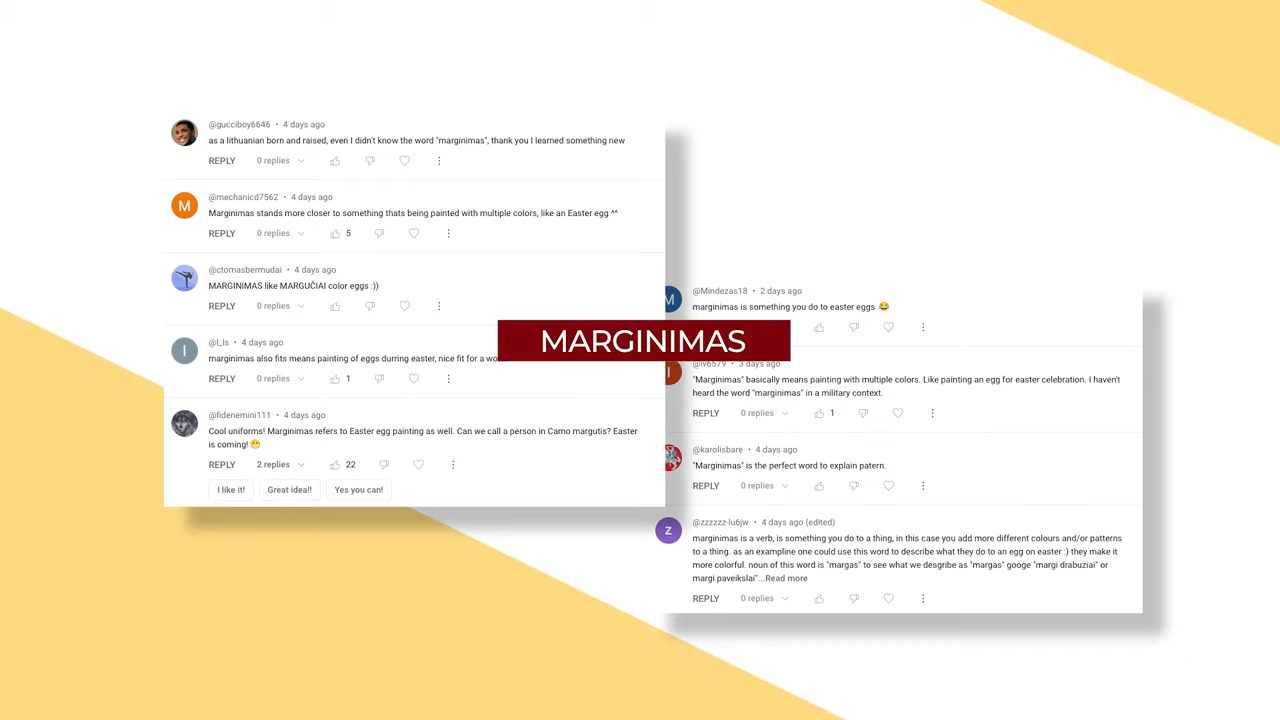 @gucciboy6646 • 4 days ago
as a lithuanian born and raised, even I didn't know the word "marginimas", thank you I learned something new
REPLY 0 replies
M
@mechanicd7562 • 4 days ago
Marginimas stands more closer to something thats being painted with multiple colors, like an Easter egg ^^
REPLY 0 replies 5
@ctomasbermudai • 4 days ago
MARGINIMAS like MARGUČIAI color eggs :))
REPLY 0 replies
I
@l_ls • 4 days ago
marginimas also fits means painting of eggs durring easter, nice fit for a
REPLY 0 replies 1
@fidenemini111 • 4 days ago
Cool uniforms! Marginimas refers to Easter egg painting as well. Can we call a person in Camo margutis? Easter
is coming! 😁
REPLY 2 replies 22
I like it! Great idea!! Yes you can!
MARGINIMAS
M
@Mindezas18 • 2 days ago
marginimas is something you do to easter eggs 😂
I
@iv6579 • 3 days ago
"Marginimas" basically means painting with multiple colors. Like painting an egg for easter celebration. I haven't
heard the word "marginimas" in a military context.
REPLY 0 replies 1
@karolisbare • 4 days ago
"Marginimas" is the perfect word to explain patern.
REPLY 0 replies
Z
@zzzzzz-lu6jw • 4 days ago (edited)
marginimas is a verb, is something you do to a thing, in this case you add more different colours and/or patterns
to a thing. as an exampline one could use this word to describe what they do to an egg on easter :) they make it
more colorful. noun of this word is "margas" to see what we desgribe as "margas" googe "margi drabuziai" or
margi paveikslai"...Read more
REPLY 0 replies